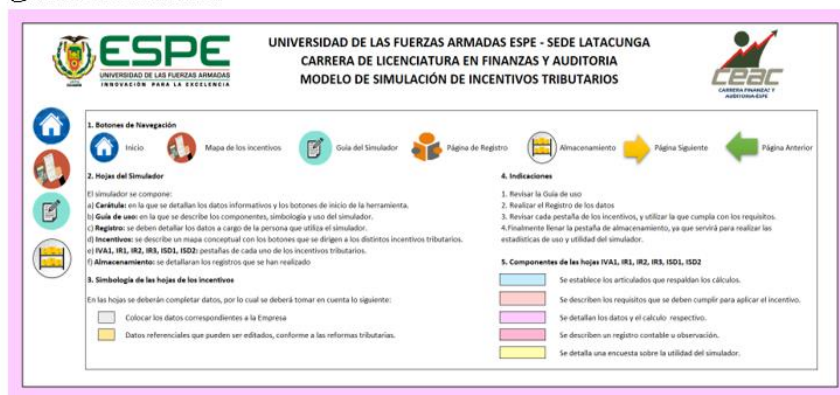 ESPE
UNIVERSIDAD DE LAS FUERZAS ARMADAS
INNOVACIÓN PARA LA EXCELENCIA
UNIVERSIDAD DE LAS FUERZAS ARMADAS ESPE - SEDE LATACUNGA
CARRERA DE LICENCIATURA EN FINANZAS Y AUDITORIA
MODELO DE SIMULACIÓN DE INCENTIVOS TRIBUTARIOS
ceac
CARRERA FINANZAS Y
AUDITORIA-ESPE
1. Botones de Navegación
Inicio
Mapa de los incentivos
Guía del Simulador
Página de Registro
Almacenamiento
Página Siguiente
Página Anterior
2. Hojas del Simulador
El simulador se compone:
a) Carátula: en la que se detallan los datos informativos y los botones de inicio de la herramienta.
b) Guía de uso: en la que se describe los componentes, simbología y uso del simulador.
c) Registro: se deben detallar los datos a cargo de la persona que utiliza el simulador.
d) Incentivos: se describe un mapa conceptual con los botones que se dirigen a los distintos incentivos tributarios.
e) IVA1, IR1, IR2, IR3, ISD1, ISD2: pestañas de cada uno de los incentivos tributarios.
f) Almacenamiento: se detallaran los registros que se han realizado
3. Simbología de las hojas de los incentivos
En las hojas se deberán completar datos, por lo cual se deberá tomar en cuenta lo siguiente:
Colocar los datos correspondientes a la Empresa
Datos referenciales que pueden ser editados, conforme a las reformas tributarias.
4. Indicaciones
1. Revisar la Guía de uso
2. Realizar el Registro de los datos
3. Revisar cada pestaña de los incentivos, y utilizar la que cumpla con los requisitos.
4.Finalmente llenar la pestaña de almacenamiento, ya que servirá para realizar las
estadísticas de uso y utilidad del simulador.
5. Componentes de las hojas IVA1, IR1, IR2, IR3, ISD1, ISD2
Se establece los articulados que respaldan los cálculos.
Se describen los requisitos que se deben cumplir para aplicar el incentivo.
Se detallan los datos y el calculo respectivo.
Se describen un registro contable u observación.
Se detalla una encuesta sobre la utilidad del simulador.